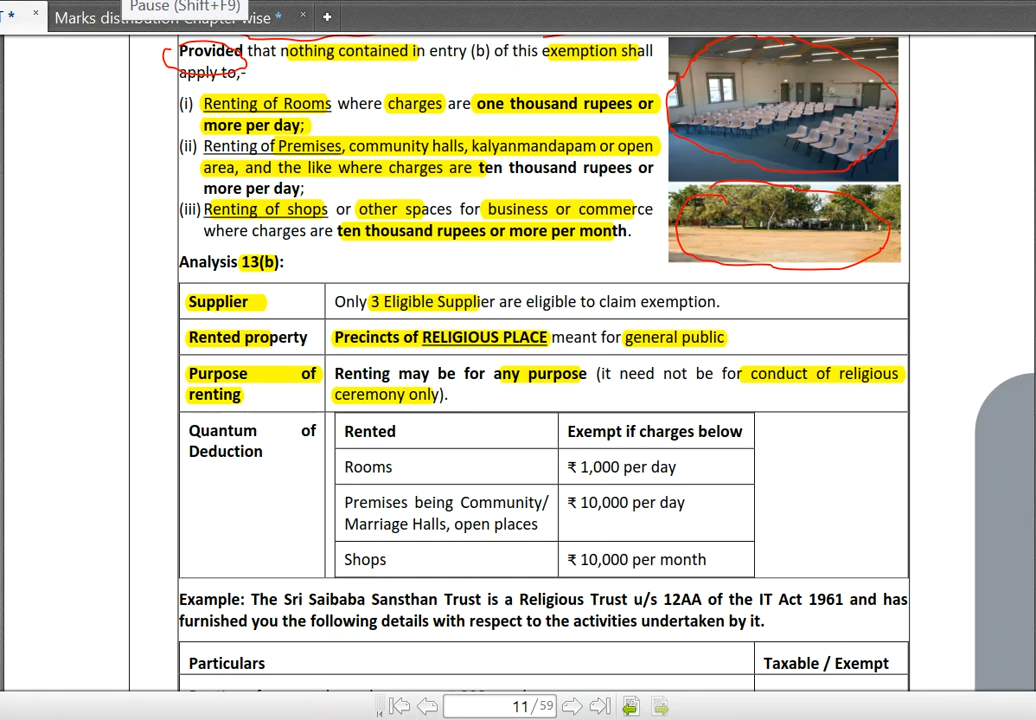 T *
×
Marks distribution Chapter wise *
×
+
Pause (Shift+F9)
Provided that nothing contained in entry (b) of this exemption shall
apply to,-
(i) Renting of Rooms where charges are one thousand rupees or
more per day;
(ii) Renting of Premises, community halls, kalyanmandapam or open
area, and the like where charges are ten thousand rupees or
more per day;
(iii) Renting of shops or other spaces for business or commerce
where charges are ten thousand rupees or more per month.
Analysis 13(b):
Supplier
Only 3 Eligible Supplier are eligible to claim exemption.
Rented property
Precincts of RELIGIOUS PLACE meant for general public
Purpose of
renting
Renting may be for any purpose (it need not be for conduct of religious
ceremony only).
Quantum of
Deduction
Rented
Exempt if charges below
Rooms
₹ 1,000 per day
Premises being Community/
Marriage Halls, open places
₹ 10,000 per day
Shops
₹ 10,000 per month
Example: The Sri Saibaba Sansthan Trust is a Religious Trust u/s 12AA of the IT Act 1961 and has
furnished you the following details with respect to the activities undertaken by it.
Particulars
Taxable / Exempt
11 / 59